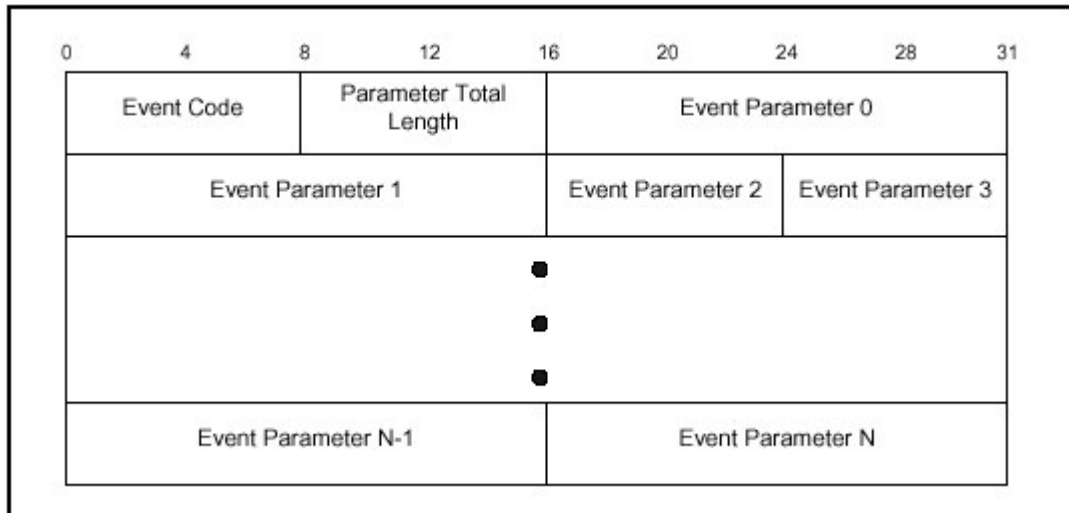 0 4 8 12 16 20 24 28 31
Event Code
Parameter Total
Length
Event Parameter 0
Event Parameter 1
Event Parameter 2
Event Parameter 3
Event Parameter N-1
Event Parameter N